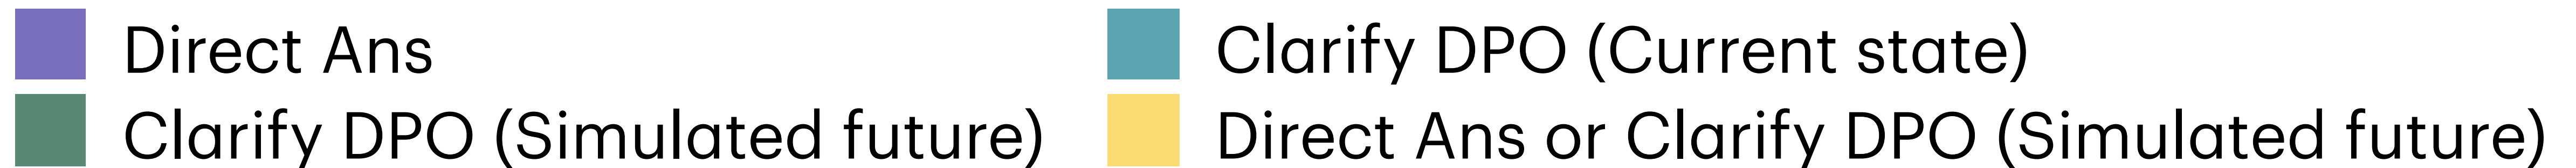 Direct Ans
Clarify DPO (Current state)
Clarify DPO (Simulated future)
Direct Ans or Clarify DPO (Simulated future)